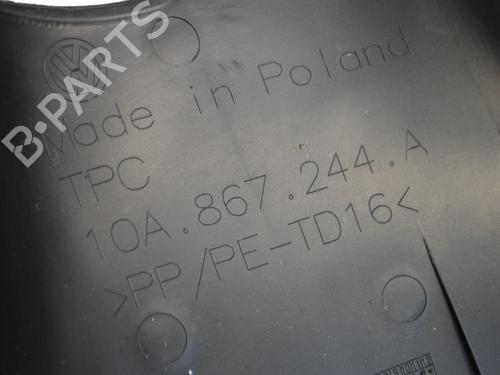 B-PARTS
Made in Poland
TPC
10A.867.244.A
>PP/PE-TD16<